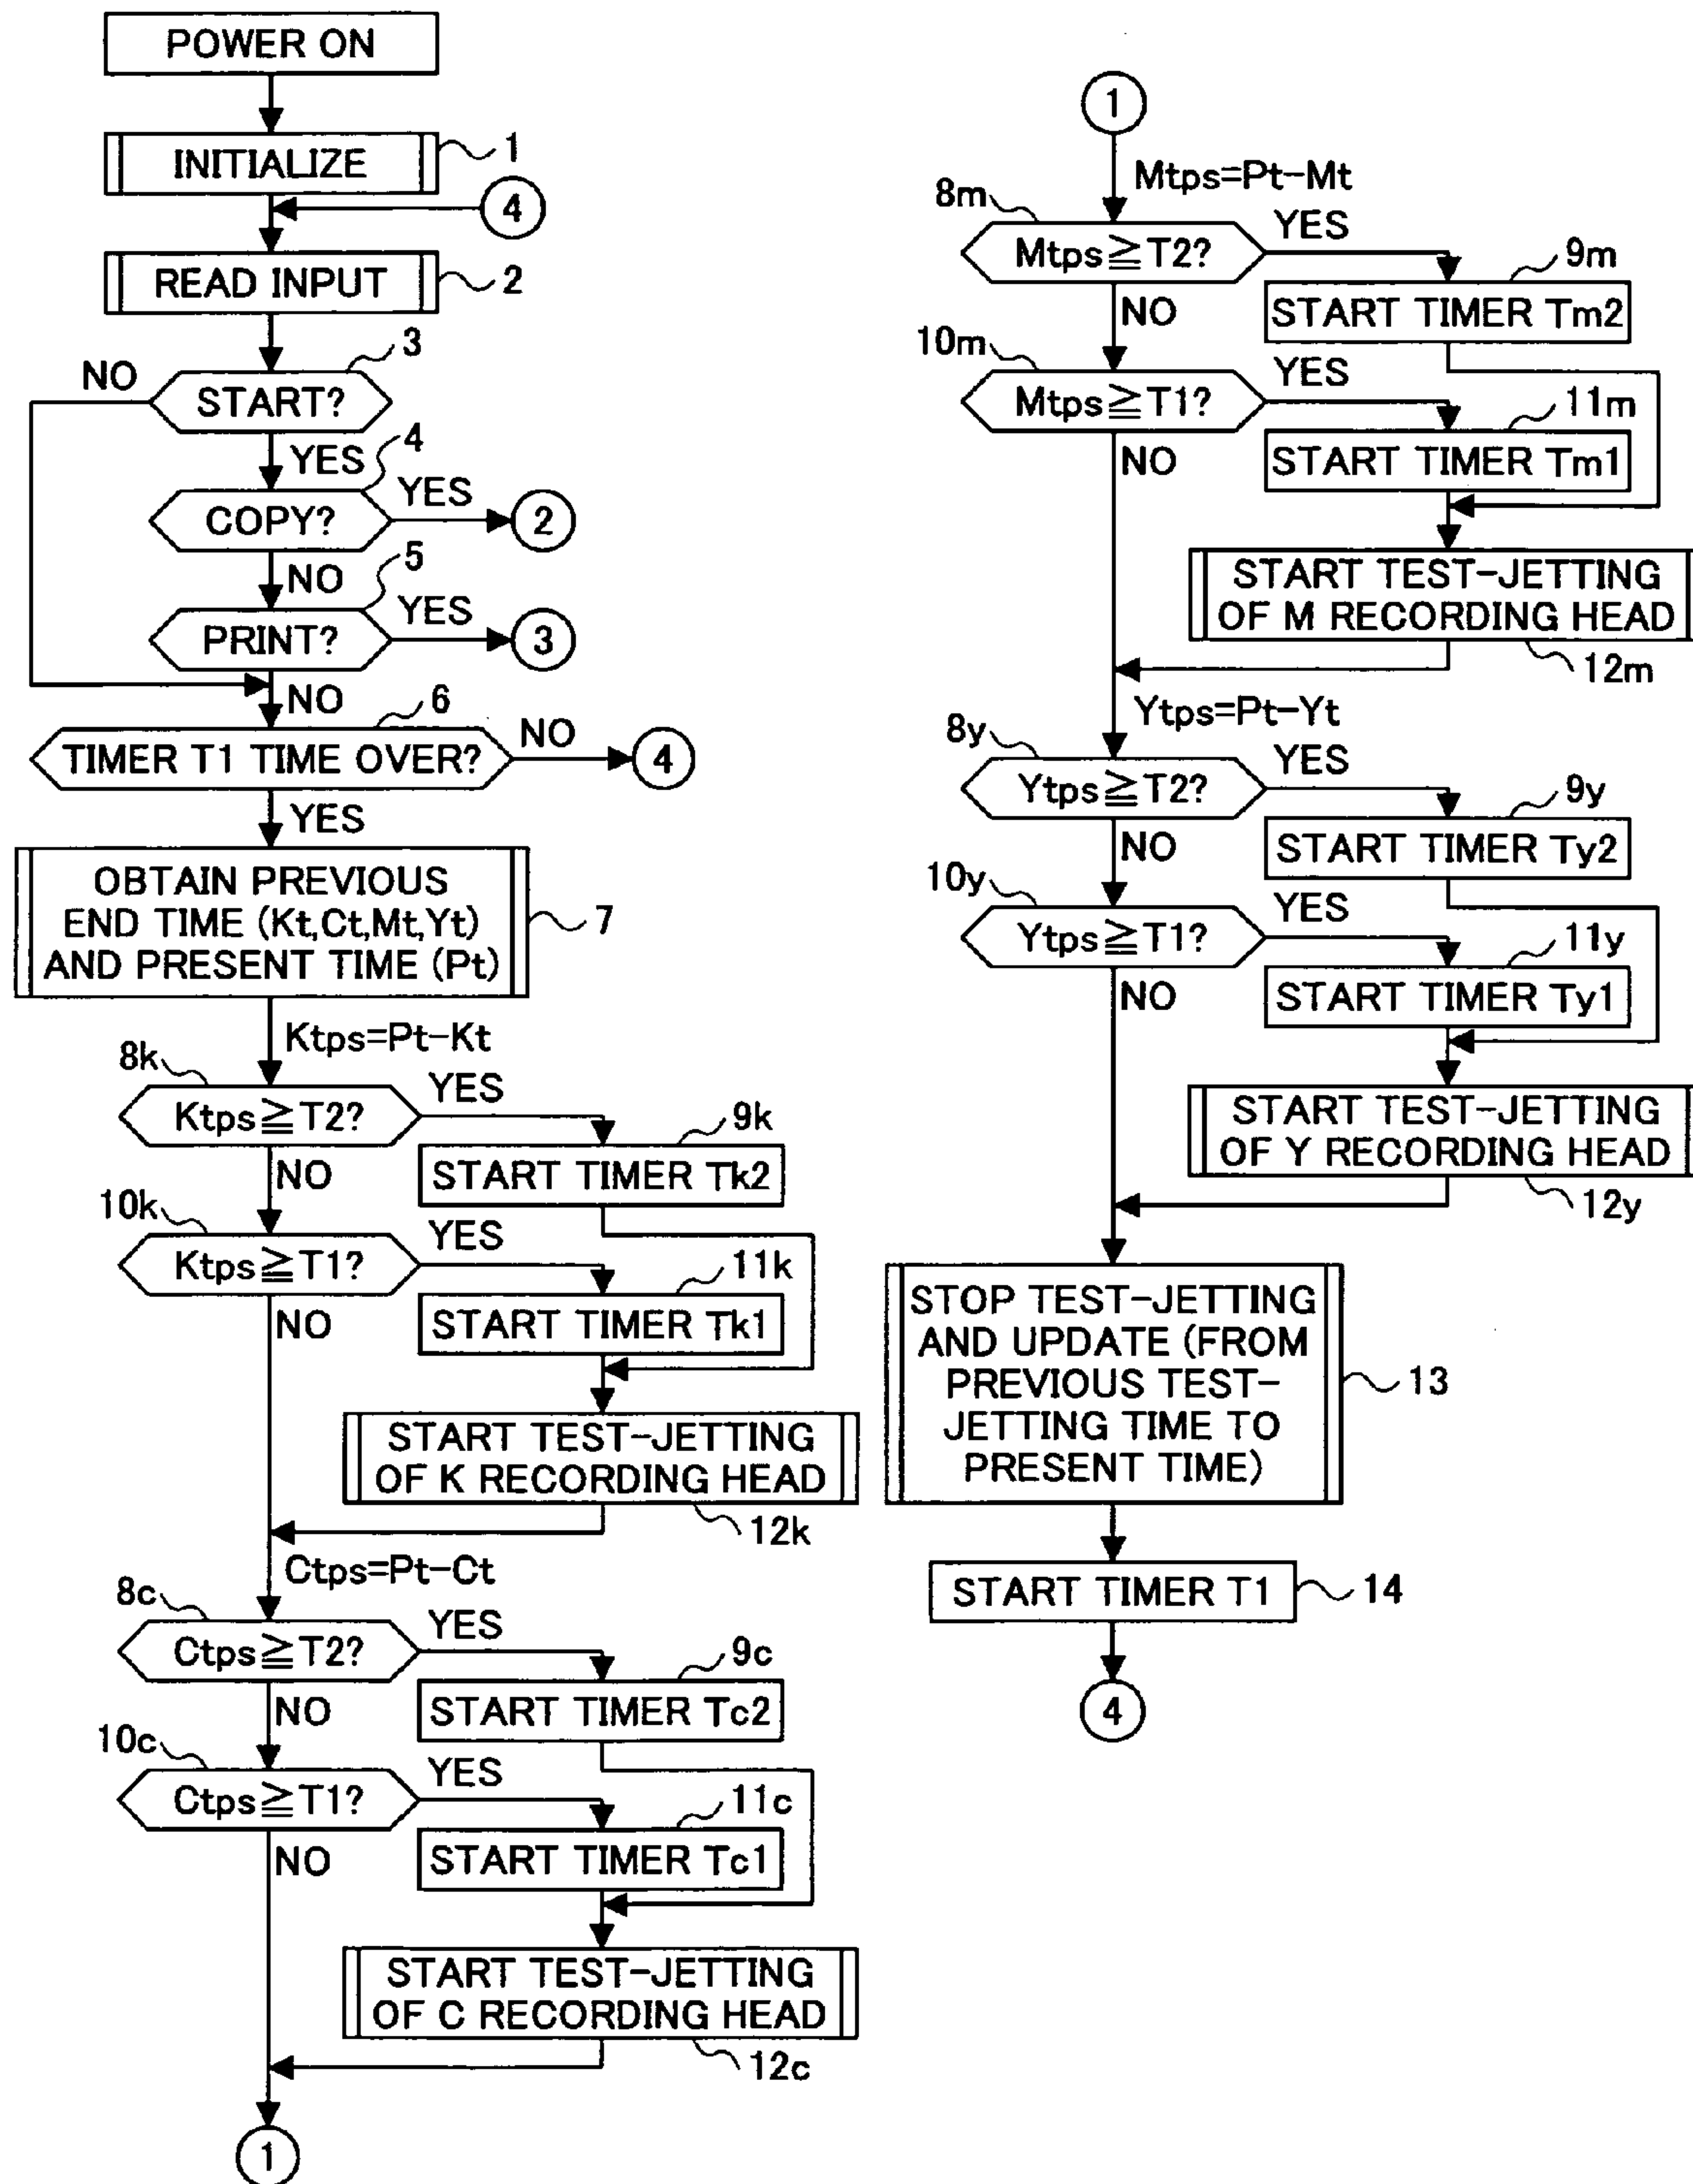 POWER ON
INITIALIZE
1
4
READ INPUT
2
3
NO
START?
YES
4
COPY?
YES
2
NO
5
PRINT?
YES
3
NO
6
TIMER T1 TIME OVER?
NO
4
YES
OBTAIN PREVIOUS
END TIME (Kt,Ct,Mt,Yt)
AND PRESENT TIME (Pt)
7
Ktps=Pt-Kt
8k
Ktps≧T2?
YES
9k
START TIMER Tk2
NO
10k
Ktps≧T1?
YES
11k
START TIMER Tk1
NO
START TEST-JETTING
OF K RECORDING HEAD
12k
Ctps=Pt-Ct
8c
Ctps≧T2?
YES
9c
START TIMER Tc2
NO
10c
Ctps≧T1?
YES
11c
START TIMER Tc1
NO
START TEST-JETTING
OF C RECORDING HEAD
12c
1
1
Mtps=Pt-Mt
8m
Mtps≧T2?
YES
9m
START TIMER Tm2
NO
10m
Mtps≧T1?
YES
11m
START TIMER Tm1
NO
START TEST-JETTING
OF M RECORDING HEAD
12m
Ytps=Pt-Yt
8y
Ytps≧T2?
YES
9y
START TIMER Ty2
NO
10y
Ytps≧T1?
YES
11y
START TIMER Ty1
NO
START TEST-JETTING
OF Y RECORDING HEAD
12y
STOP TEST-JETTING
AND UPDATE (FROM
PREVIOUS TEST-
JETTING TIME TO
PRESENT TIME)
13
START TIMER T1
14
4